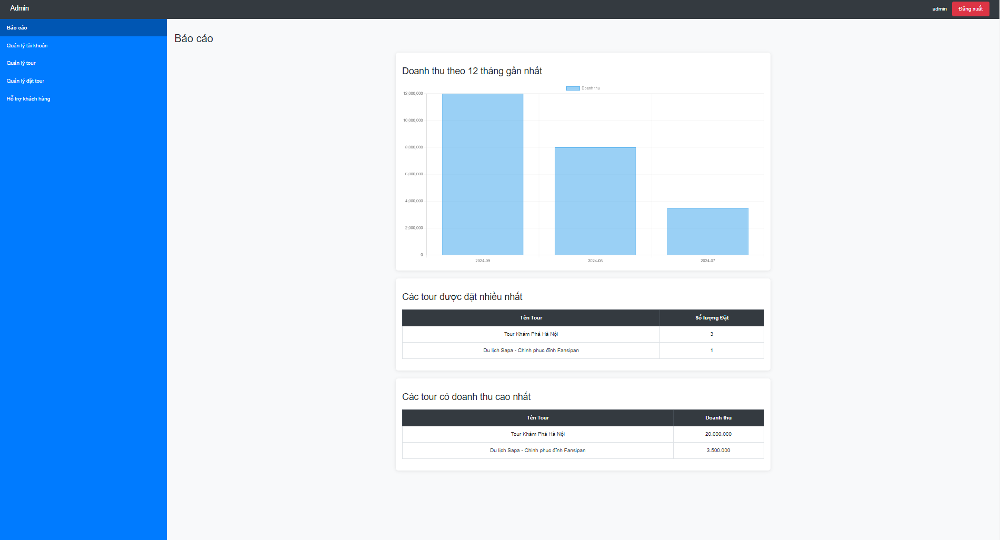 Admin
admin
Đăng xuất
Báo cáo
Quản lý tài khoản
Quản lý tour
Quản lý đặt tour
Hỗ trợ khách hàng
Báo cáo
Doanh thu theo 12 tháng gần nhất
Doanh thu
12,000,000
10,000,000
8,000,000
6,000,000
4,000,000
2,000,000
0
2024-09
2024-08
2024-07
Các tour được đặt nhiều nhất
Tên Tour Số lượng Đặt
Tour Khám Phá Hà Nội 3
Du lịch Sapa - Chinh phục đỉnh Fansipan 1
Các tour có doanh thu cao nhất
Tên Tour Doanh thu
Tour Khám Phá Hà Nội 20.000.000
Du lịch Sapa - Chinh phục đỉnh Fansipan 3.500.000